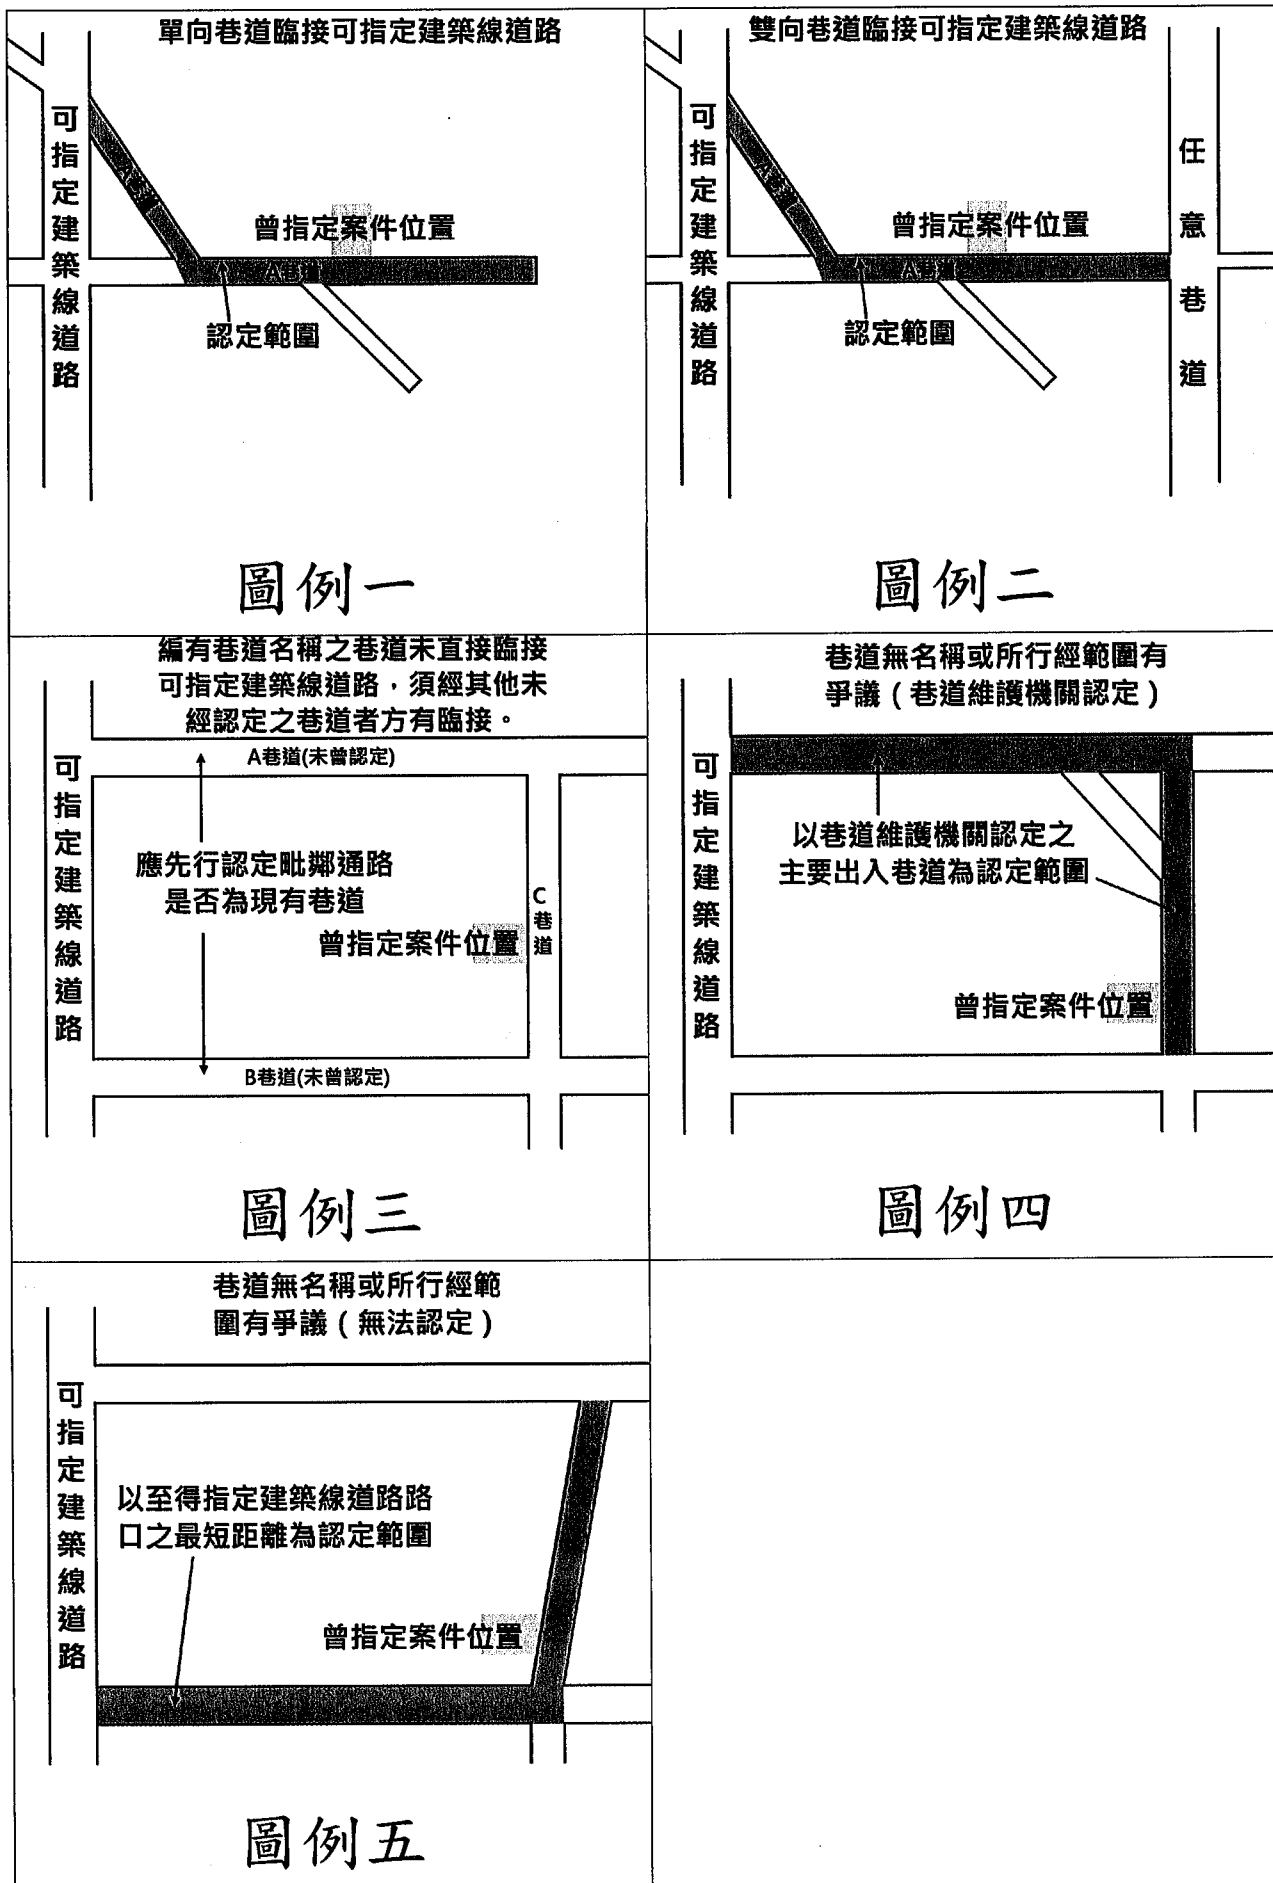 單向巷道臨接可指定建築線道路
可指定建築線道路
A巷道
曾指定案件位置
A巷道
認定範圍
圖例一
雙向巷道臨接可指定建築線道路
可指定建築線道路
A巷道
曾指定案件位置
A巷道
認定範圍
任意巷道
圖例二
編有巷道名稱之巷道未直接臨接
可指定建築線道路，須經其他未
經認定之巷道者方有臨接。
可指定建築線道路
A巷道(未曾認定)
應先行認定毗鄰通路
是否為現有巷道
曾指定案件位置
C巷道
B巷道(未曾認定)
圖例三
巷道無名稱或所行經範圍有
爭議（巷道維護機關認定）
可指定建築線道路
以巷道維護機關認定之
主要出入巷道為認定範圍
曾指定案件位置
圖例四
巷道無名稱或所行經範
圍有爭議（無法認定）
可指定建築線道路
以至得指定建築線道路路
口之最短距離為認定範圍
曾指定案件位置
圖例五